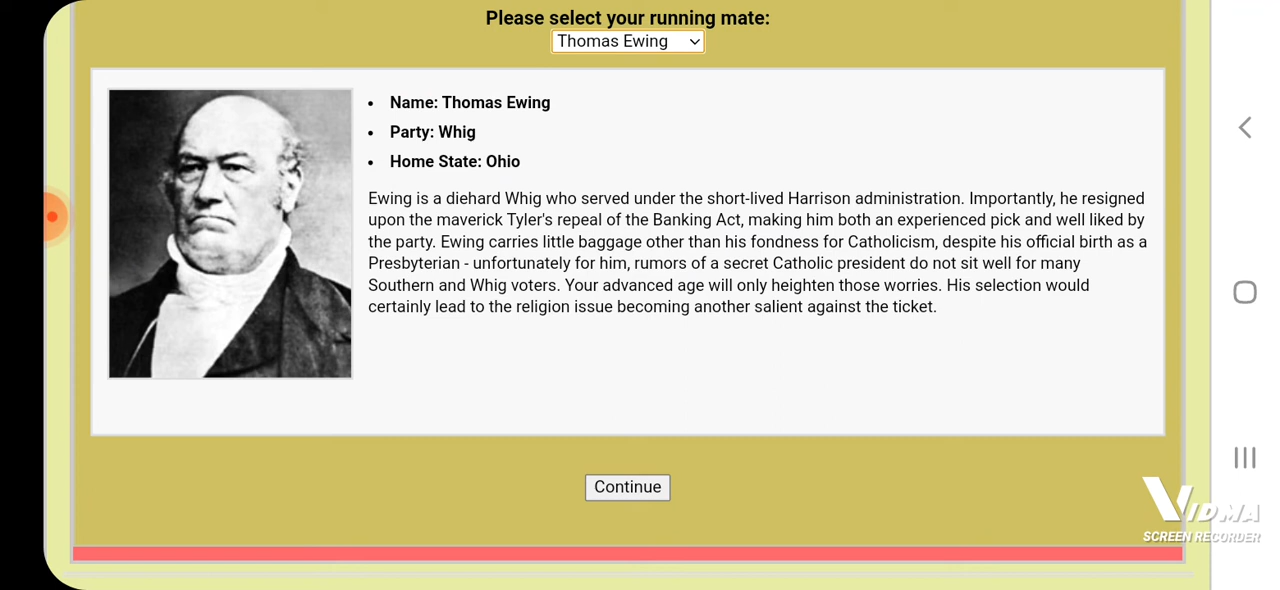 Please select your running mate:
Thomas Ewing
• Name: Thomas Ewing
• Party: Whig
• Home State: Ohio
Ewing is a diehard Whig who served under the short-lived Harrison administration. Importantly, he resigned
upon the maverick Tyler's repeal of the Banking Act, making him both an experienced pick and well liked by
the party. Ewing carries little baggage other than his fondness for Catholicism, despite his official birth as a
Presbyterian - unfortunately for him, rumors of a secret Catholic president do not sit well for many
Southern and Whig voters. Your advanced age will only heighten those worries. His selection would
certainly lead to the religion issue becoming another salient against the ticket.
Continue
VIDMA
SCREEN RECORDER